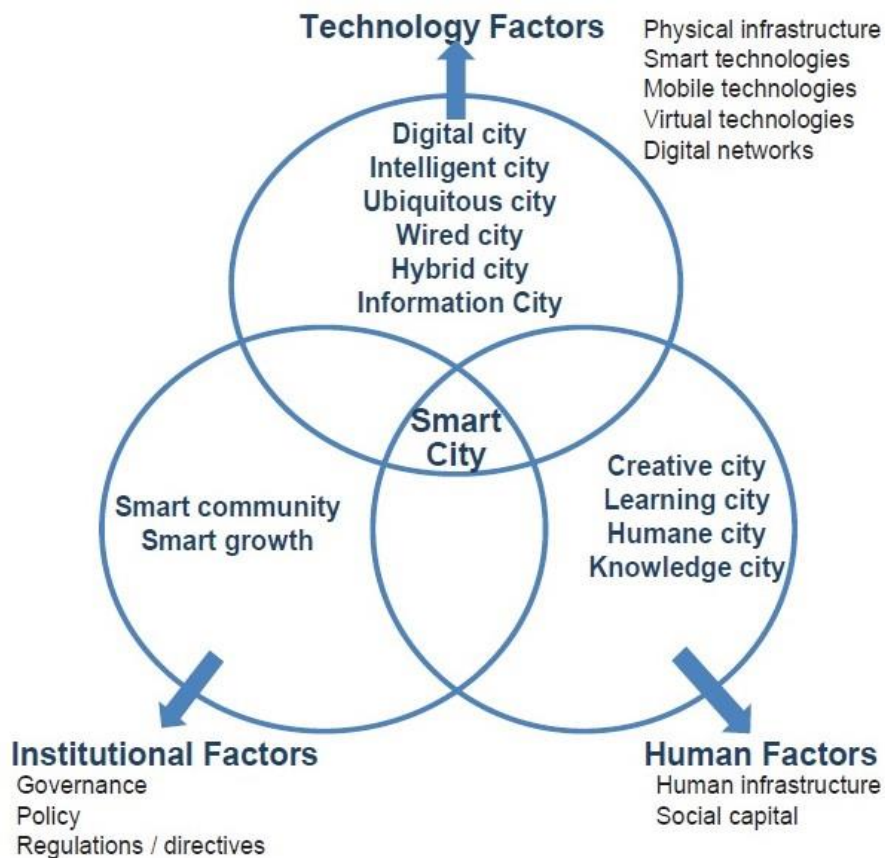 Technology Factors
Physical infrastructure
Smart technologies
Mobile technologies
Virtual technologies
Digital networks
Digital city
Intelligent city
Ubiquitous city
Wired city
Hybrid city
Information City
Smart
City
Smart community
Smart growth
Creative city
Learning city
Humane city
Knowledge city
Institutional Factors
Governance
Policy
Regulations / directives
Human Factors
Human infrastructure
Social capital